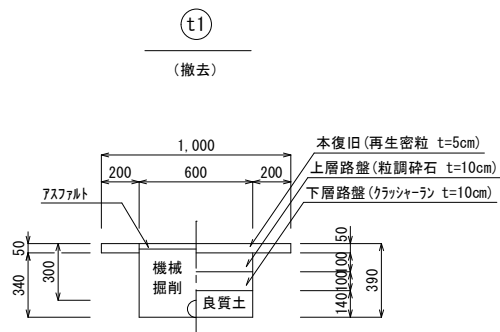 t1
(撤去)
1,000
200 600 200
本復旧(再生密粒 t=5cm)
上層路盤(粒調砕石 t=10cm)
下層路盤(クラッシャーラン t=10cm)
アスファルト
機械
掘削
良質土
50
340
300
50
100
100
140
390